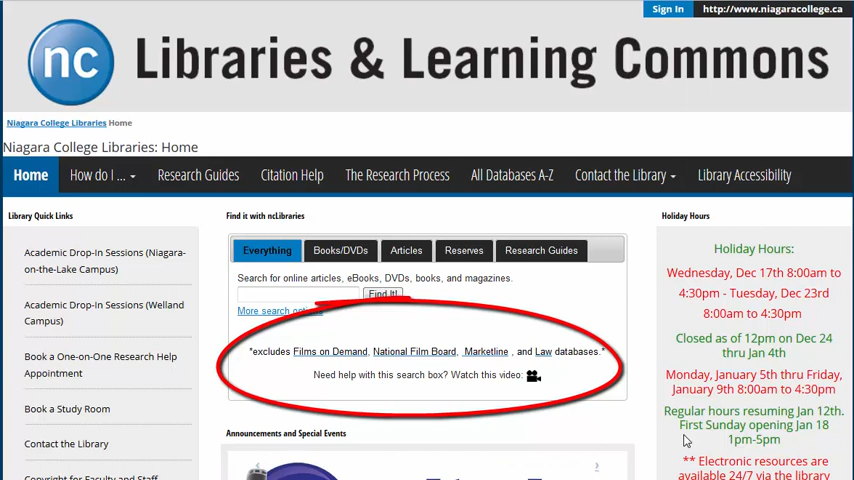 Sign In
http://www.niagaracollege.ca
nc
Libraries & Learning Commons
Niagara College Libraries Home
Niagara College Libraries: Home
Home How do I ... Research Guides Citation Help The Research Process All Databases A-Z Contact the Library Library Accessibility
Library Quick Links
Academic Drop-In Sessions (Niagara-
on-the-Lake Campus)
Academic Drop-In Sessions (Welland
Campus)
Book a One-on-One Research Help
Appointment
Book a Study Room
Contact the Library
Copyright for Faculty and Staff
Find it with ncLibraries
Everything Books/DVDs Articles Reserves Research Guides
Search for online articles, eBooks, DVDs, books, and magazines.
Find It!
More search options
*excludes Films on Demand, National Film Board, Marketline , and Law databases.*
Need help with this search box? Watch this video:
Announcements and Special Events
Holiday Hours
Holiday Hours:
Wednesday, Dec 17th 8:00am to
4:30pm - Tuesday, Dec 23rd
8:00am to 4:30pm
Closed as of 12pm on Dec 24
thru Jan 4th
Monday, January 5th thru Friday,
January 9th 8:00am to 4:30pm
Regular hours resuming Jan 12th.
First Sunday opening Jan 18
1pm-5pm
** Electronic resources are
available 24/7 via the library